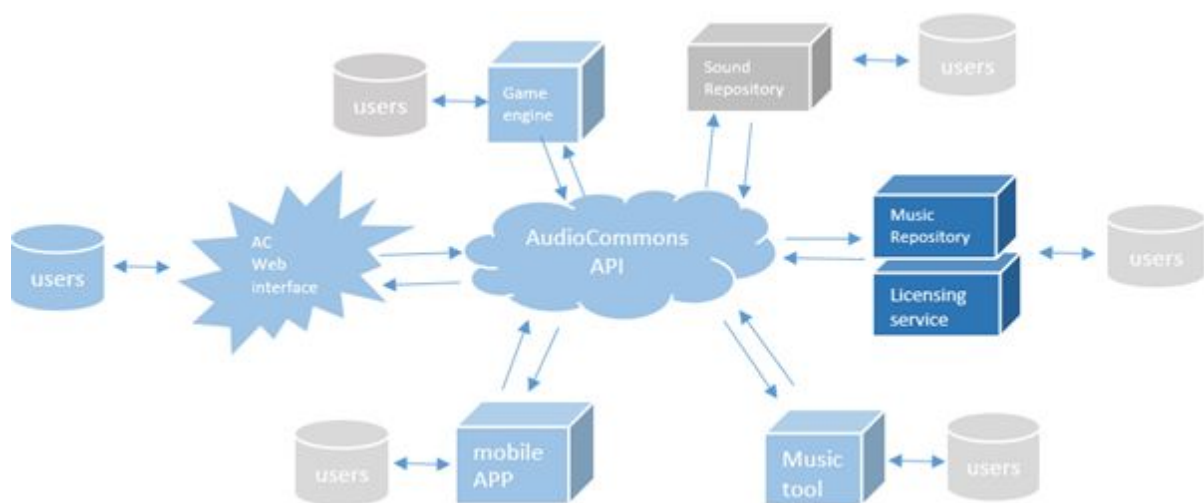 users
Game
engine
Sound
Repository
users
users
AC
Web
interface
AudioCommons
API
Music
Repository
Licensing
service
users
users
mobile
APP
Music
tool
users